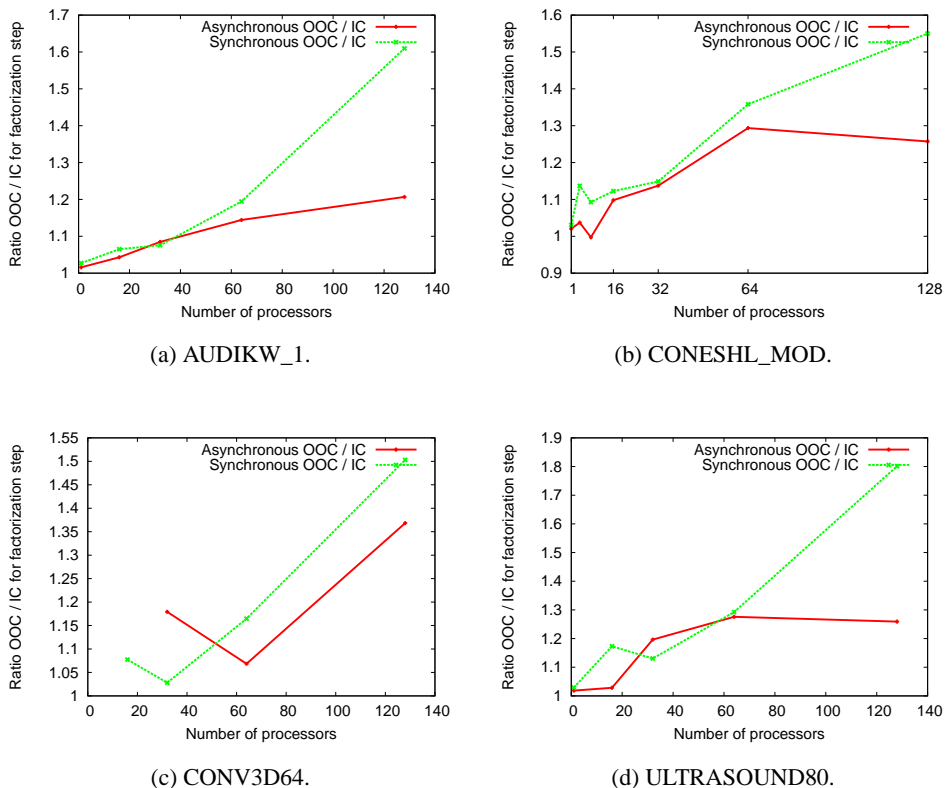 1.7
1.6
1.5
1.4
1.3
1.2
1.1
1
0 20 40 60 80 100 120 140
Ratio OOC / IC for factorization step
Number of processors
Asynchronous OOC / IC
Synchronous OOC / IC
(a) AUDIKW_1.
1.6
1.5
1.4
1.3
1.2
1.1
1
0.9
1 16 32 64 128
Ratio OOC / IC for factorization step
Number of processors
Asynchronous OOC / IC
Synchronous OOC / IC
(b) CONESHL_MOD.
1.55
1.5
1.45
1.4
1.35
1.3
1.25
1.2
1.15
1.1
1.05
1
0 20 40 60 80 100 120 140
Ratio OOC / IC for factorization step
Number of processors
Asynchronous OOC / IC
Synchronous OOC / IC
(c) CONV3D64.
1.9
1.8
1.7
1.6
1.5
1.4
1.3
1.2
1.1
1
0 20 40 60 80 100 120 140
Ratio OOC / IC for factorization step
Number of processors
Asynchronous OOC / IC
Synchronous OOC / IC
(d) ULTRASOUND80.